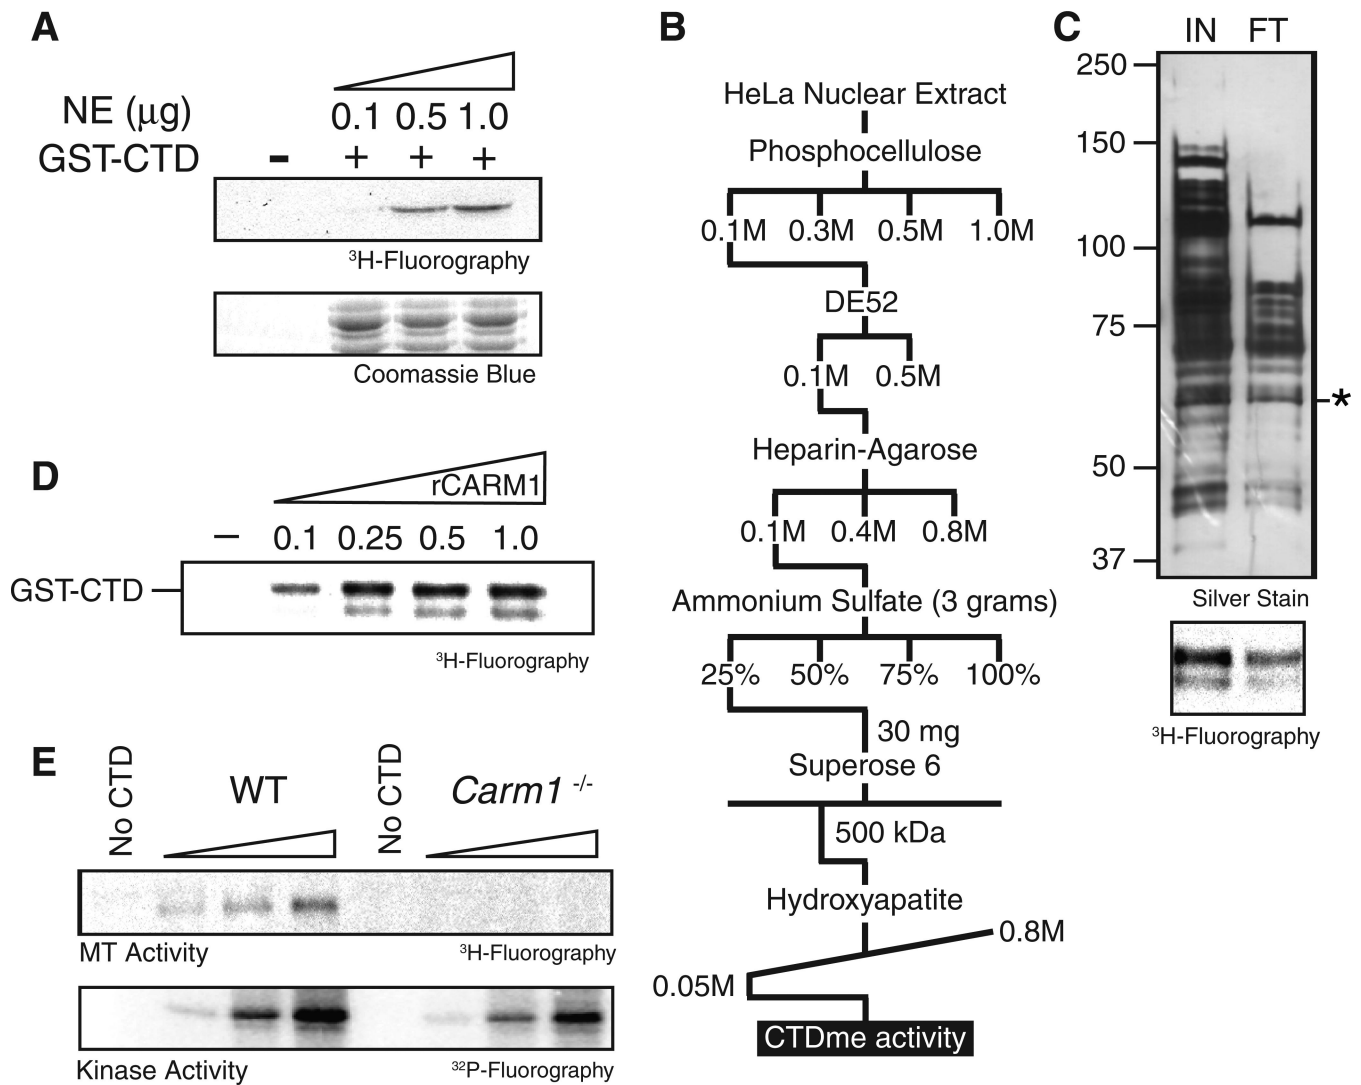 A
NE (μg)
0.1 0.5 1.0
GST-CTD - + + +
³H-Fluorography
Coomassie Blue
B
HeLa Nuclear Extract
Phosphocellulose
0.1M 0.3M 0.5M 1.0M
DE52
0.1M 0.5M
Heparin-Agarose
0.1M 0.4M 0.8M
Ammonium Sulfate (3 grams)
25% 50% 75% 100%
30 mg
Superose 6
500 kDa
Hydroxyapatite
0.8M
0.05M
CTDme activity
C
IN FT
250
150
100
75
*
50
37
Silver Stain
³H-Fluorography
D
rCARM1
– 0.1 0.25 0.5 1.0
GST-CTD
³H-Fluorography
E
No CTD WT No CTD Carm1 -/-
MT Activity ³H-Fluorography
Kinase Activity ³²P-Fluorography